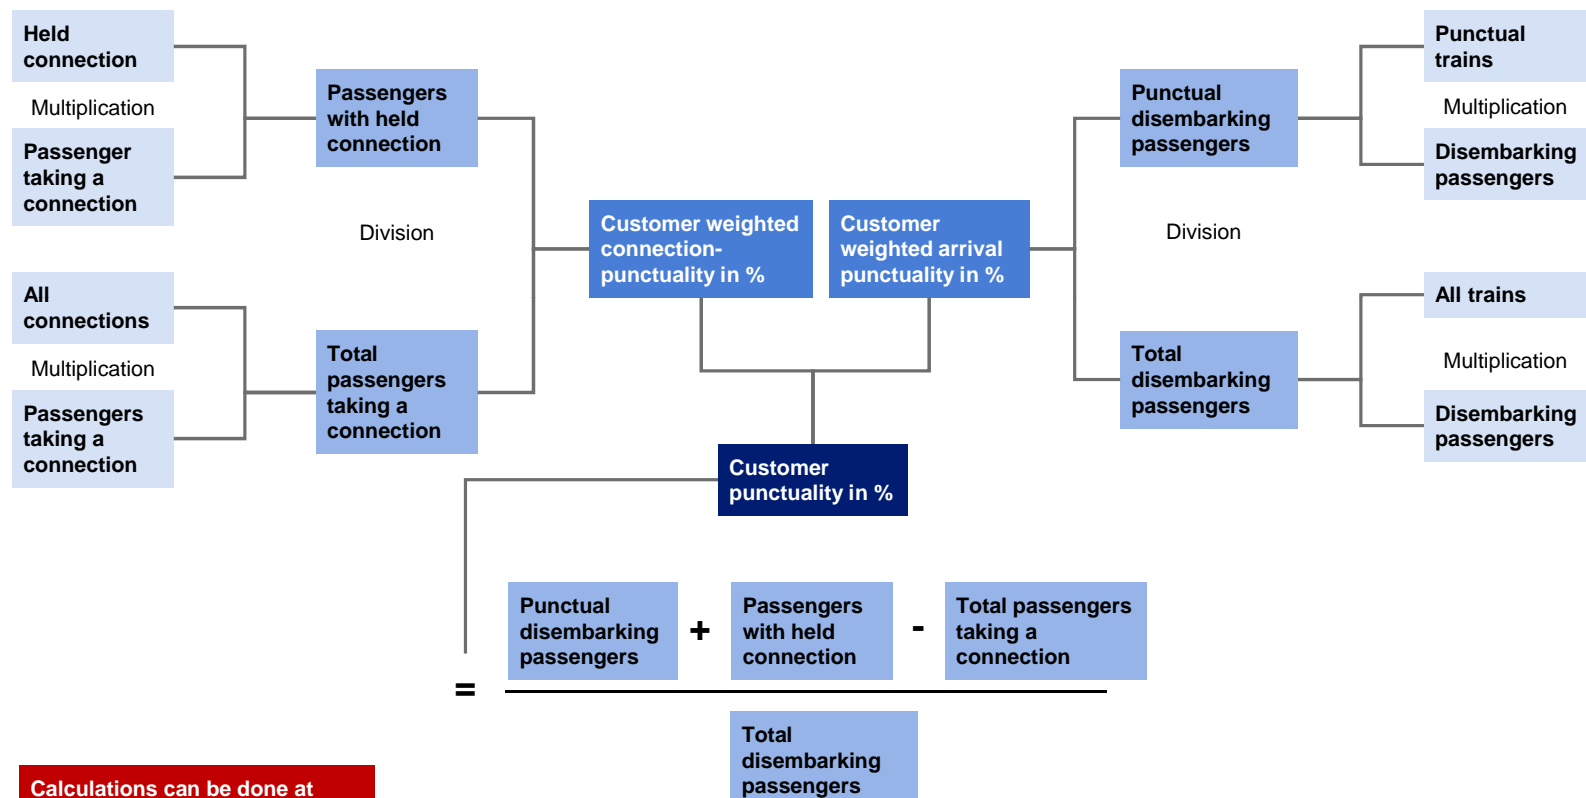 Held
connection
Multiplication
Passenger
taking a
connection
Passengers
with held
connection
Division
All
connections
Multiplication
Passengers
taking a
connection
Total
passengers
taking a
connection
Customer weighted
connection-
punctuality in %
Customer
weighted arrival
punctuality in %
Punctual
disembarking
passengers
Division
Total
disembarking
passengers
Punctual
trains
Multiplication
Disembarking
passengers
All trains
Multiplication
Disembarking
passengers
Customer
punctuality in %
=
Punctual
disembarking
passengers
+
Passengers
with held
connection
-
Total passengers
taking a
connection
Total
disembarking
passengers
Calculations can be done at